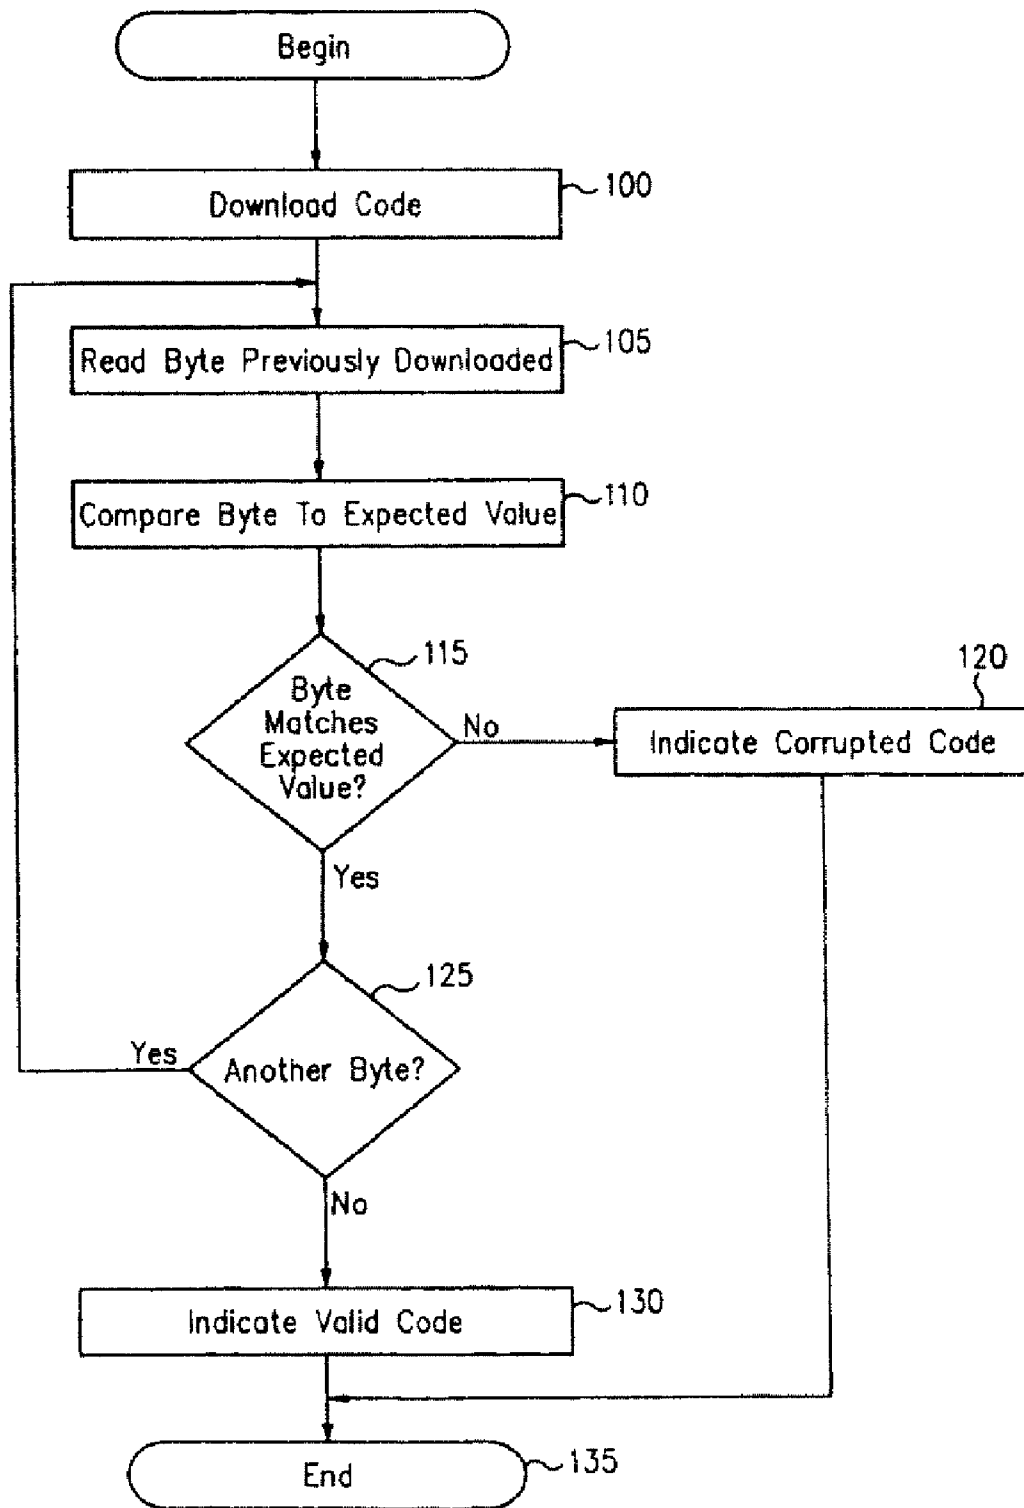 Begin
Download Code
100
Read Byte Previously Downloaded
105
Compare Byte To Expected Value
110
Byte
Matches
Expected
Value?
115
No
Indicate Corrupted Code
120
Yes
Another Byte?
125
Yes
No
Indicate Valid Code
130
End
135